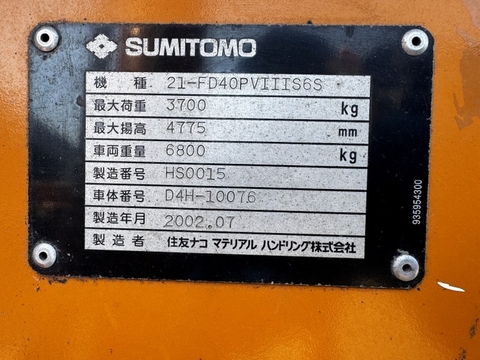 SUMITOMO
機 種 21-FD40PVIIIS6S
最大荷重 3700 kg
最大揚高 4775 mm
車両重量 6800 kg
製造番号 HS0015
車体番号 D4H-10076
製造年月 2002.07
製造者 住友ナコ マテリアル ハンドリング株式会社
935954300